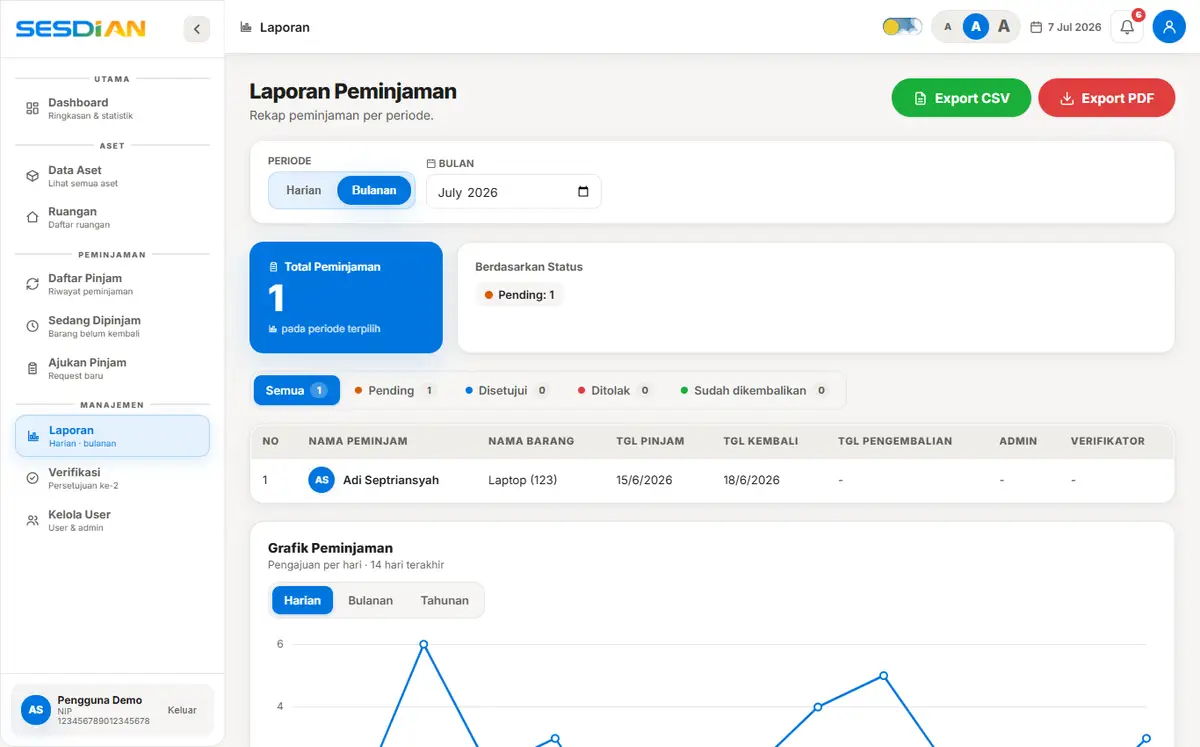 SESDiAN
UTAMA
Dashboard
Ringkasan & statistik
ASET
Data Aset
Lihat semua aset
Ruangan
Daftar ruangan
PEMINJAMAN
Daftar Pinjam
Riwayat peminjaman
Sedang Dipinjam
Barang belum kembali
Ajukan Pinjam
Request baru
MANAJEMEN
Laporan
Harian · bulanan
Verifikasi
Persetujuan ke-2
Kelola User
User & admin
AS
Pengguna Demo
NIP
123456789012345678
Keluar
Laporan
A A A
7 Jul 2026
6
Laporan Peminjaman
Rekap peminjaman per periode.
Export CSV
Export PDF
PERIODE
Harian Bulanan
BULAN
July 2026
Total Peminjaman
1
pada periode terpilih
Berdasarkan Status
Pending: 1
Semua 1 Pending 1 Disetujui 0 Ditolak 0 Sudah dikembalikan 0
NO NAMA PEMINJAM NAMA BARANG TGL PINJAM TGL KEMBALI TGL PENGEMBALIAN ADMIN VERIFIKATOR
1 AS Adi Septriansyah Laptop (123) 15/6/2026 18/6/2026 - - -
Grafik Peminjaman
Pengajuan per hari · 14 hari terakhir
Harian Bulanan Tahunan
6
4